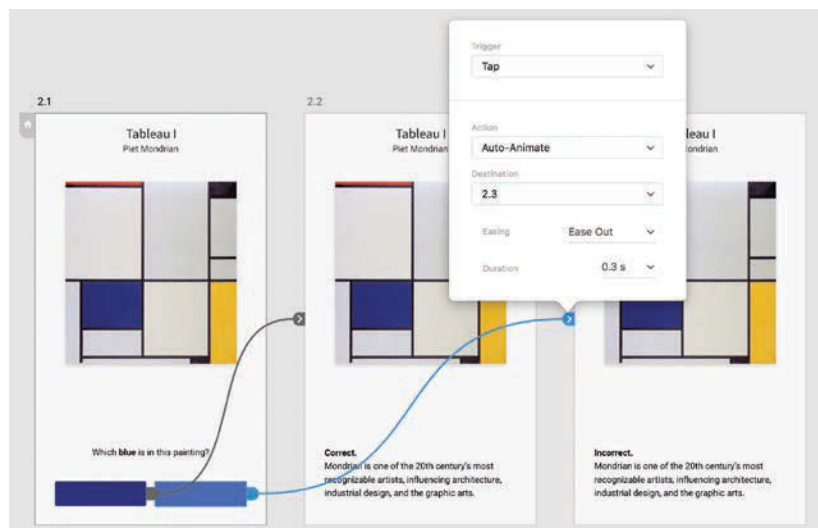 2.1
Tableau I
Piet Mondrian
Which blue is in this painting?
2.2
Tableau I
Piet Mondrian
Correct.
Mondrian is one of the 20th century's most
recognizable artists, influencing architecture,
industrial design, and the graphic arts.
Trigger
Tap
Action
Auto-Animate
Destination
2.3
Easing Ease Out
Duration 0.3 s
leau I
ondrian
Incorrect.
Mondrian is one of the 20th century's most
recognizable artists, influencing architecture,
industrial design, and the graphic arts.